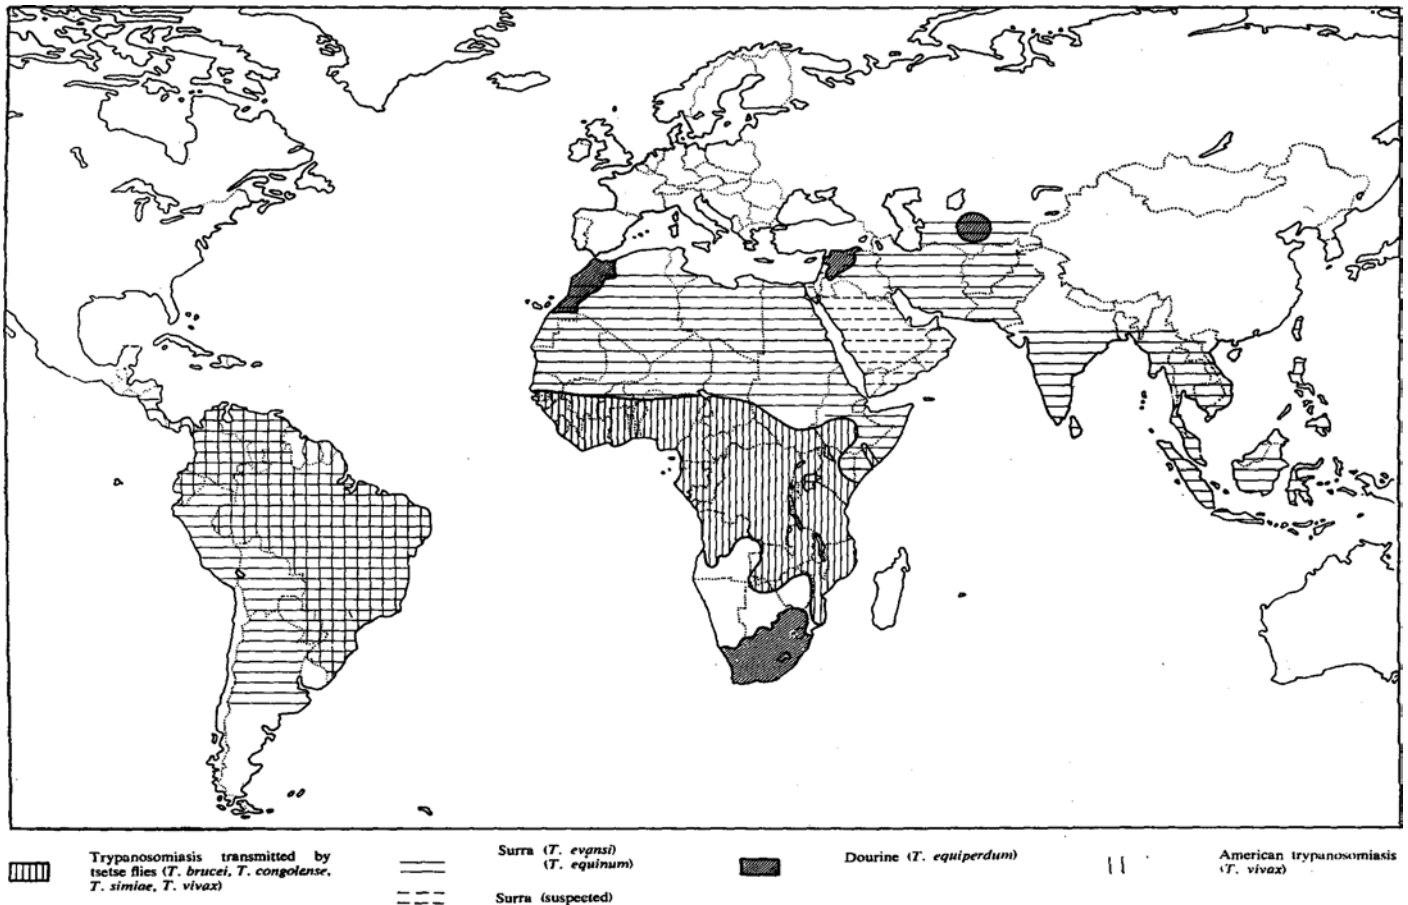 Trypanosomiasis transmitted by
tsetse flies (T. brucei, T. congolense,
T. simiae, T. vivax)
Surra (T. evansi)
(T. equinum)
Surra (suspected)
Dourine (T. equiperdum)
American trypanosomiasis
(T. vivax)